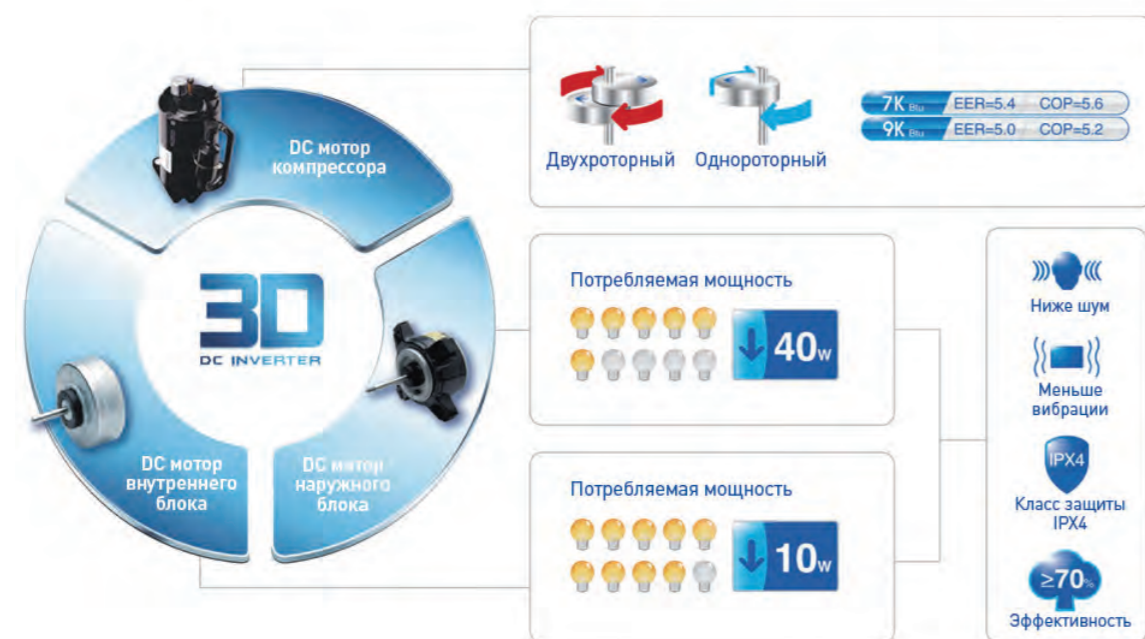 DC мотор
компрессора
3D
DC INVERTER
DC мотор
внутреннего
блока
DC мотор
наружного
блока
Двухроторный
Однороторный
7K Btu EER=5.4 COP=5.6
9K Btu EER=5.0 COP=5.2
Потребляемая мощность
40w
Потребляемая мощность
10w
Ниже шум
Меньше
вибрации
IPX4
Класс защиты
IPX4
≥70%
Эффективность